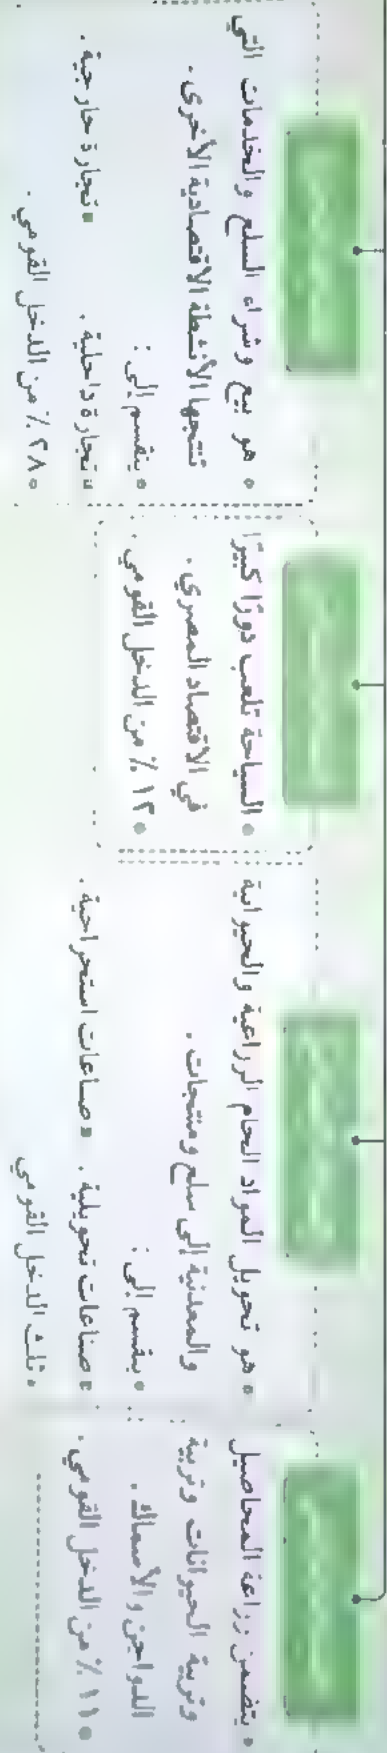 يتضمن زراعة المحاصيل
وتربية الحيوانات وتربية
الدواجن والأسماك.
١١٪ من الدخل القومي.
هو تحويل المواد الخام الزراعية والحيوانية
والمعدنية إلى سلع ومنتجات.
ينقسم إلى:
صناعات تحويلية. صناعات استخراجية.
ثلث الدخل القومي
السياحة تلعب دورًا كبيرًا
في الاقتصاد المصري.
١٢٪ من الدخل القومي.
هو بيع وشراء السلع والخدمات التي
تنتجها الأنشطة الاقتصادية الأخرى.
ينقسم إلى:
تجارة داخلية. تجارة خارجية.
٢٨٪ من الدخل القومي.